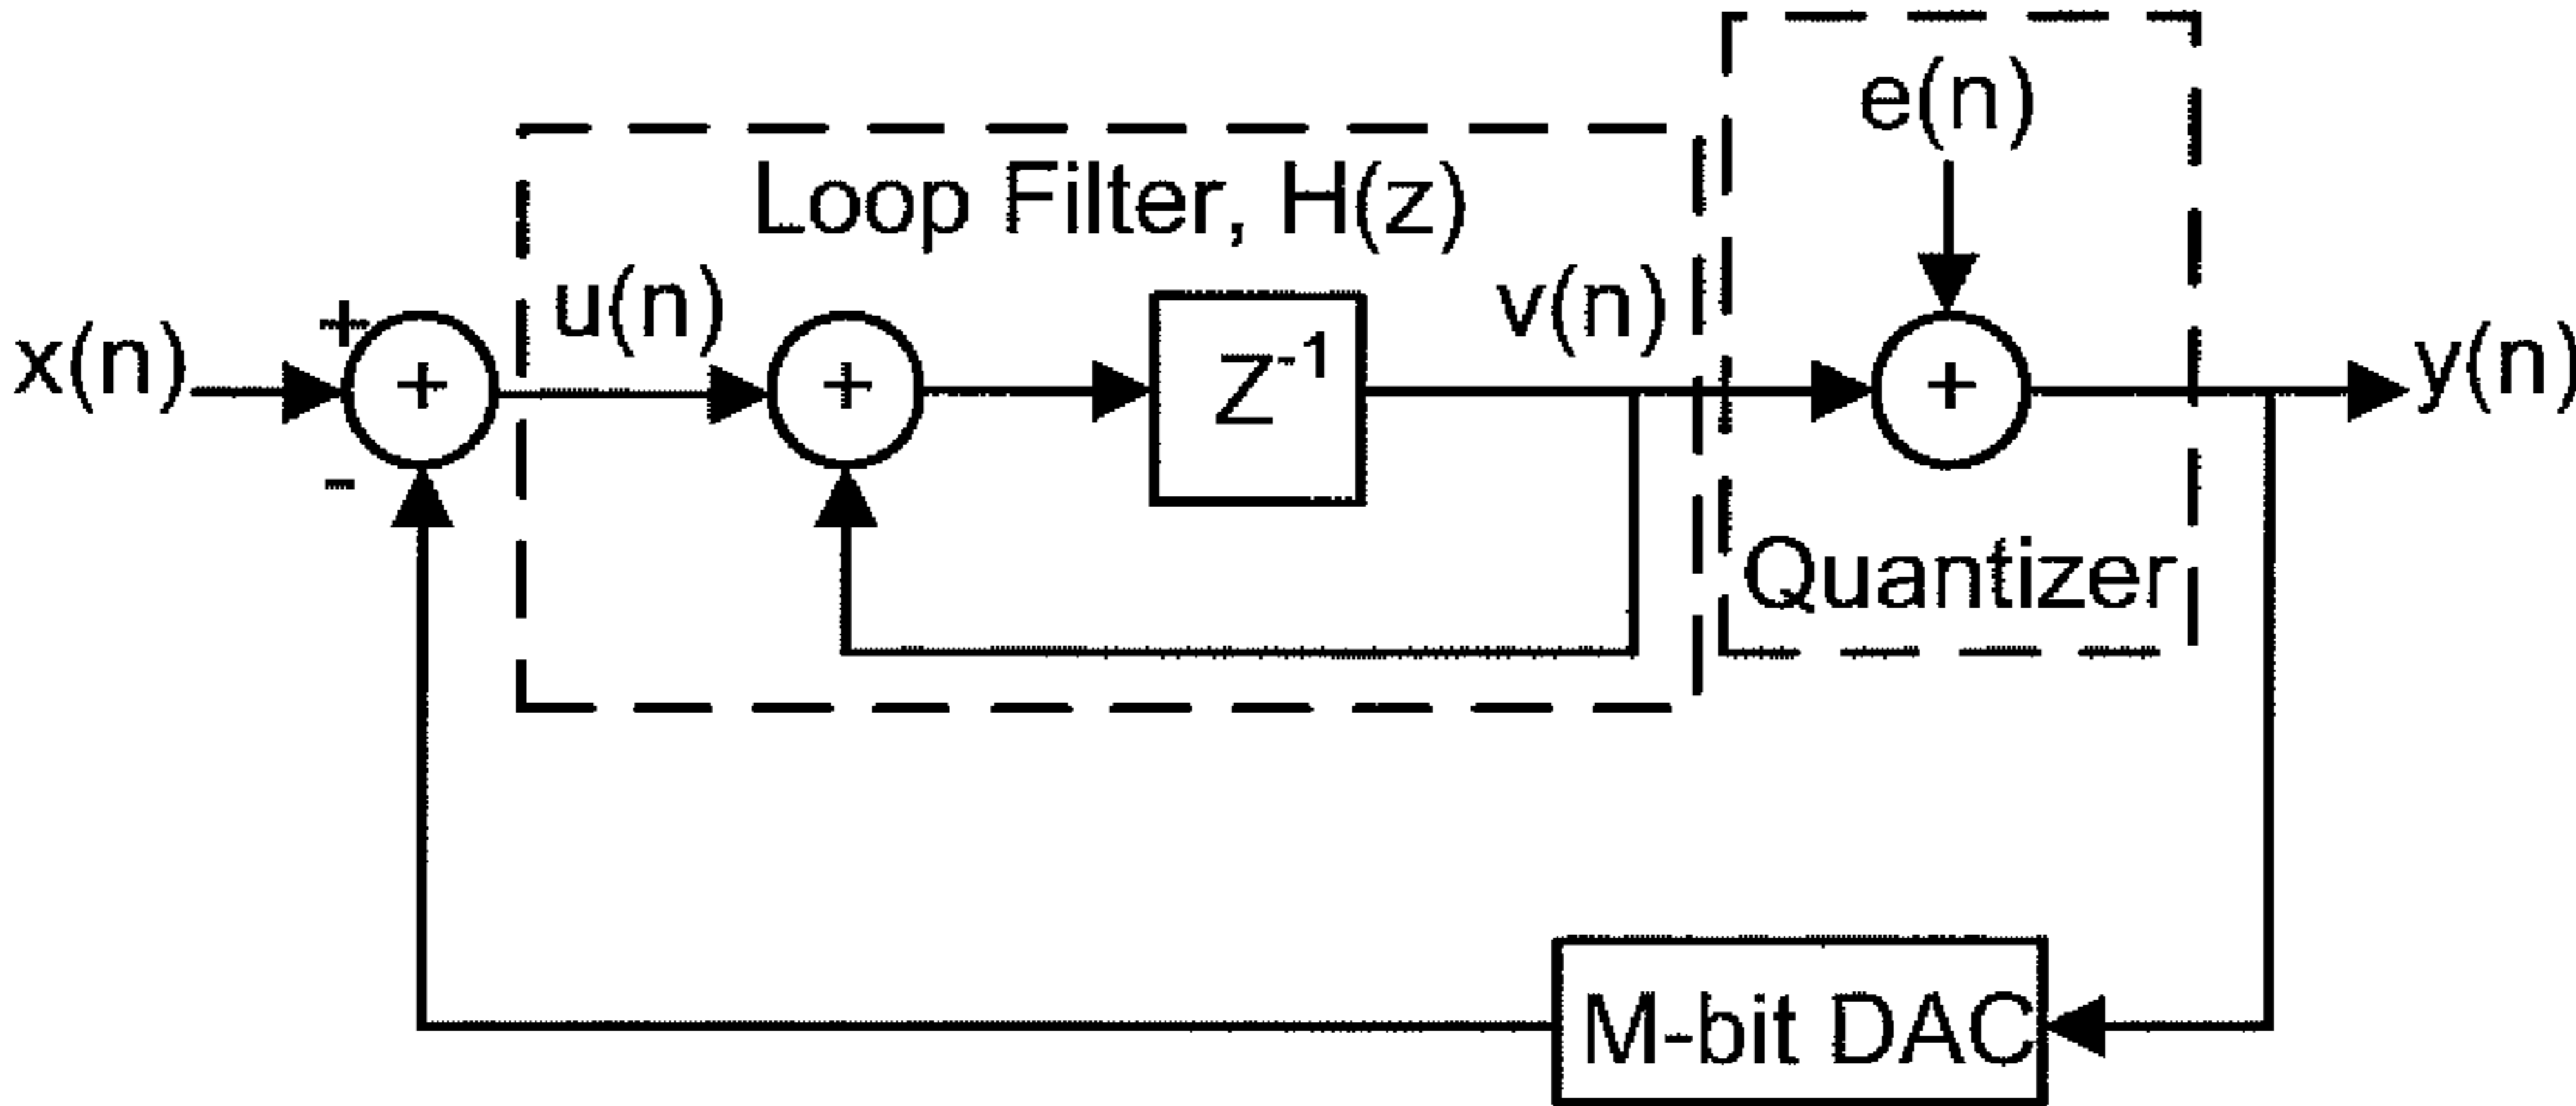 e(n)
Loop Filter, H(z)
x(n)
+
-
+
u(n)
+
Z⁻¹
v(n)
+
y(n)
Quantizer
M-bit DAC